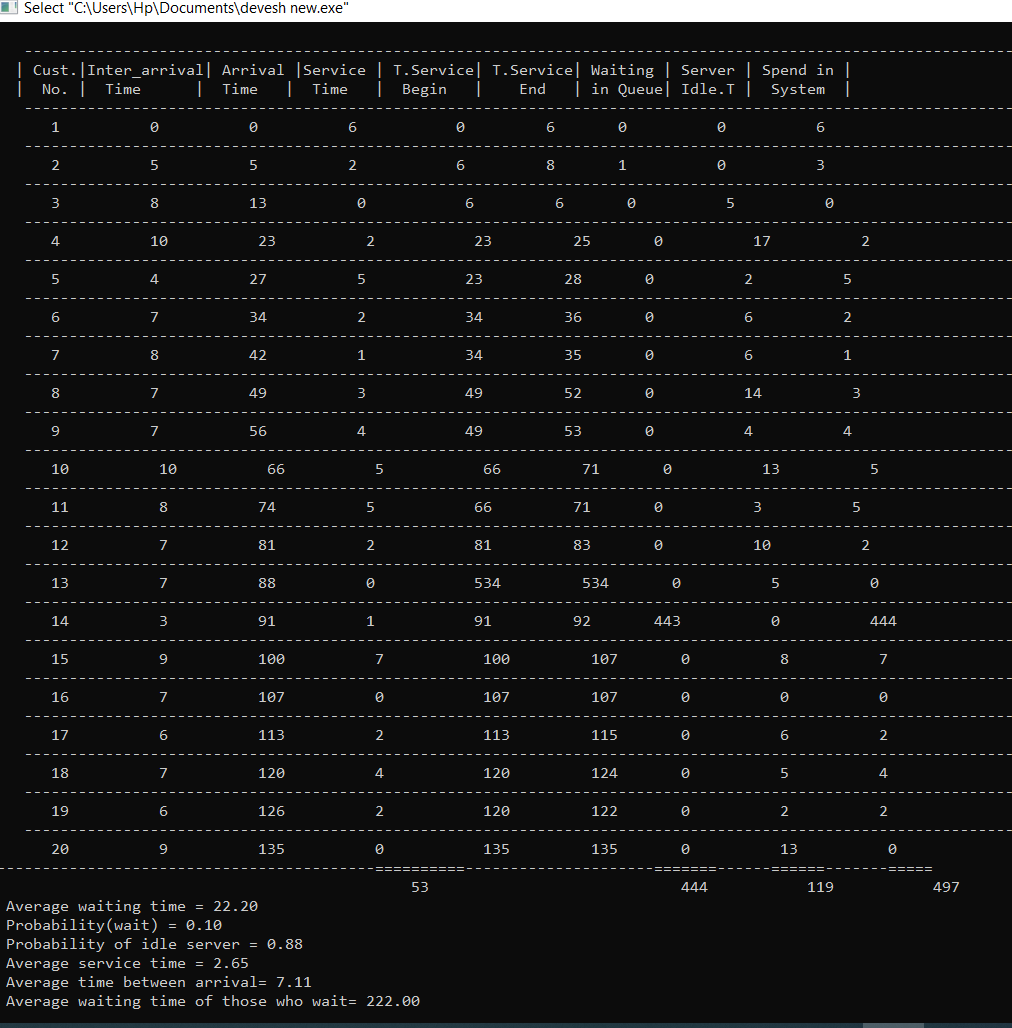 Select "C:\Users\Hp\Documents\devesh new.exe"
| Cust.|Inter_arrival| Arrival |Service | T.Service| T.Service| Waiting | Server | Spend in |
| No. | Time | Time | Time | Begin | End | in Queue| Idle.T | System |
1 0 0 6 0 6 0 0 6
2 5 5 2 6 8 1 0 3
3 8 13 0 6 6 0 5 0
4 10 23 2 23 25 0 17 2
5 4 27 5 23 28 0 2 5
6 7 34 2 34 36 0 6 2
7 8 42 1 34 35 0 6 1
8 7 49 3 49 52 0 14 3
9 7 56 4 49 53 0 4 4
10 10 66 5 66 71 0 13 5
11 8 74 5 66 71 0 3 5
12 7 81 2 81 83 0 10 2
13 7 88 0 534 534 0 5 0
14 3 91 1 91 92 443 0 444
15 9 100 7 100 107 0 8 7
16 7 107 0 107 107 0 0 0
17 6 113 2 113 115 0 6 2
18 7 120 4 120 124 0 5 4
19 6 126 2 120 122 0 2 2
20 9 135 0 135 135 0 13 0
53 444 119 497
Average waiting time = 22.20
Probability(wait) = 0.10
Probability of idle server = 0.88
Average service time = 2.65
Average time between arrival= 7.11
Average waiting time of those who wait= 222.00